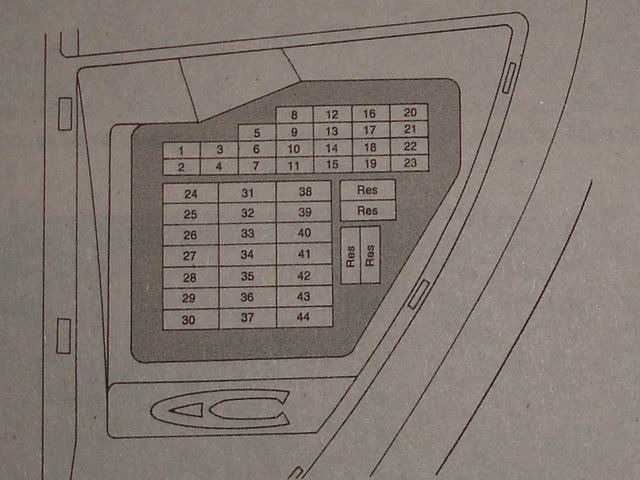 8 12 16 20
5 9 13 17 21
1 3 6 10 14 18 22
2 4 7 11 15 19 23
24 31 38 Res
25 32 39 Res
26 33 40
27 34 41 Res Res
28 35 42
29 36 43
30 37 44